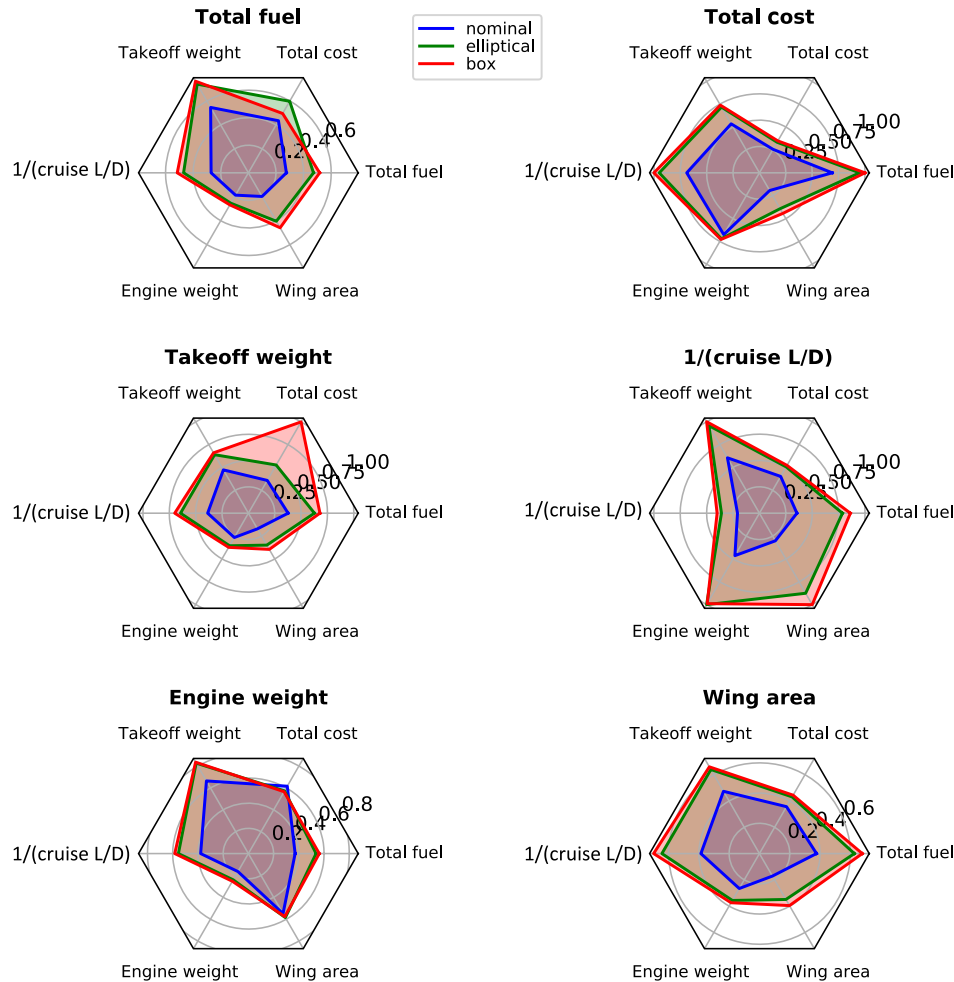 Total fuel
Takeoff weight
Total cost
0.6
0.4
0.2
1/(cruise L/D)
Total fuel
Engine weight
Wing area
nominal
elliptical
box
Total cost
Takeoff weight
Total cost
1.00
0.75
0.50
0.25
1/(cruise L/D)
Total fuel
Engine weight
Wing area
Takeoff weight
Takeoff weight
Total cost
1.00
0.75
0.50
0.25
1/(cruise L/D)
Total fuel
Engine weight
Wing area
1/(cruise L/D)
Takeoff weight
Total cost
1.00
0.75
0.50
0.25
1/(cruise L/D)
Total fuel
Engine weight
Wing area
Engine weight
Takeoff weight
Total cost
0.8
0.6
0.4
0.2
1/(cruise L/D)
Total fuel
Engine weight
Wing area
Wing area
Takeoff weight
Total cost
0.6
0.4
0.2
1/(cruise L/D)
Total fuel
Engine weight
Wing area